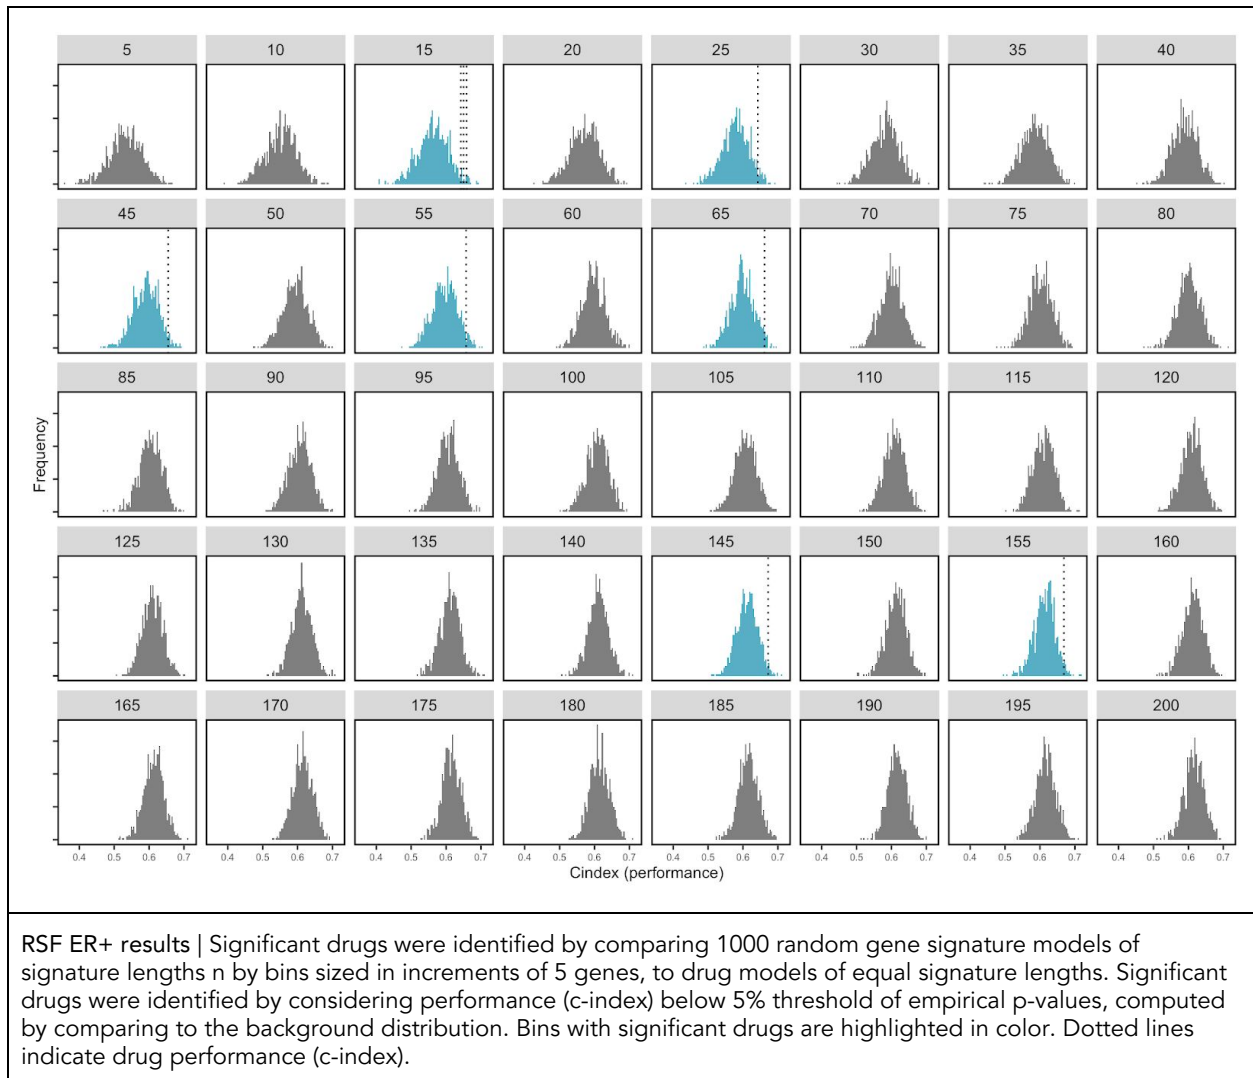 5 10 15 20 25 30 35 40
45 50 55 60 65 70 75 80
85 90 95 100 105 110 115 120
Frequency
125 130 135 140 145 150 155 160
165 170 175 180 185 190 195 200
0.4 0.5 0.6 0.7 0.4 0.5 0.6 0.7 0.4 0.5 0.6 0.7 0.4 0.5 0.6 0.7 0.4 0.5 0.6 0.7 0.4 0.5 0.6 0.7 0.4 0.5 0.6 0.7 0.4 0.5 0.6 0.7
Cindex (performance)
RSF ER+ results | Significant drugs were identified by comparing 1000 random gene signature models of
signature lengths n by bins sized in increments of 5 genes, to drug models of equal signature lengths. Significant
drugs were identified by considering performance (c-index) below 5% threshold of empirical p-values, computed
by comparing to the background distribution. Bins with significant drugs are highlighted in color. Dotted lines
indicate drug performance (c-index).